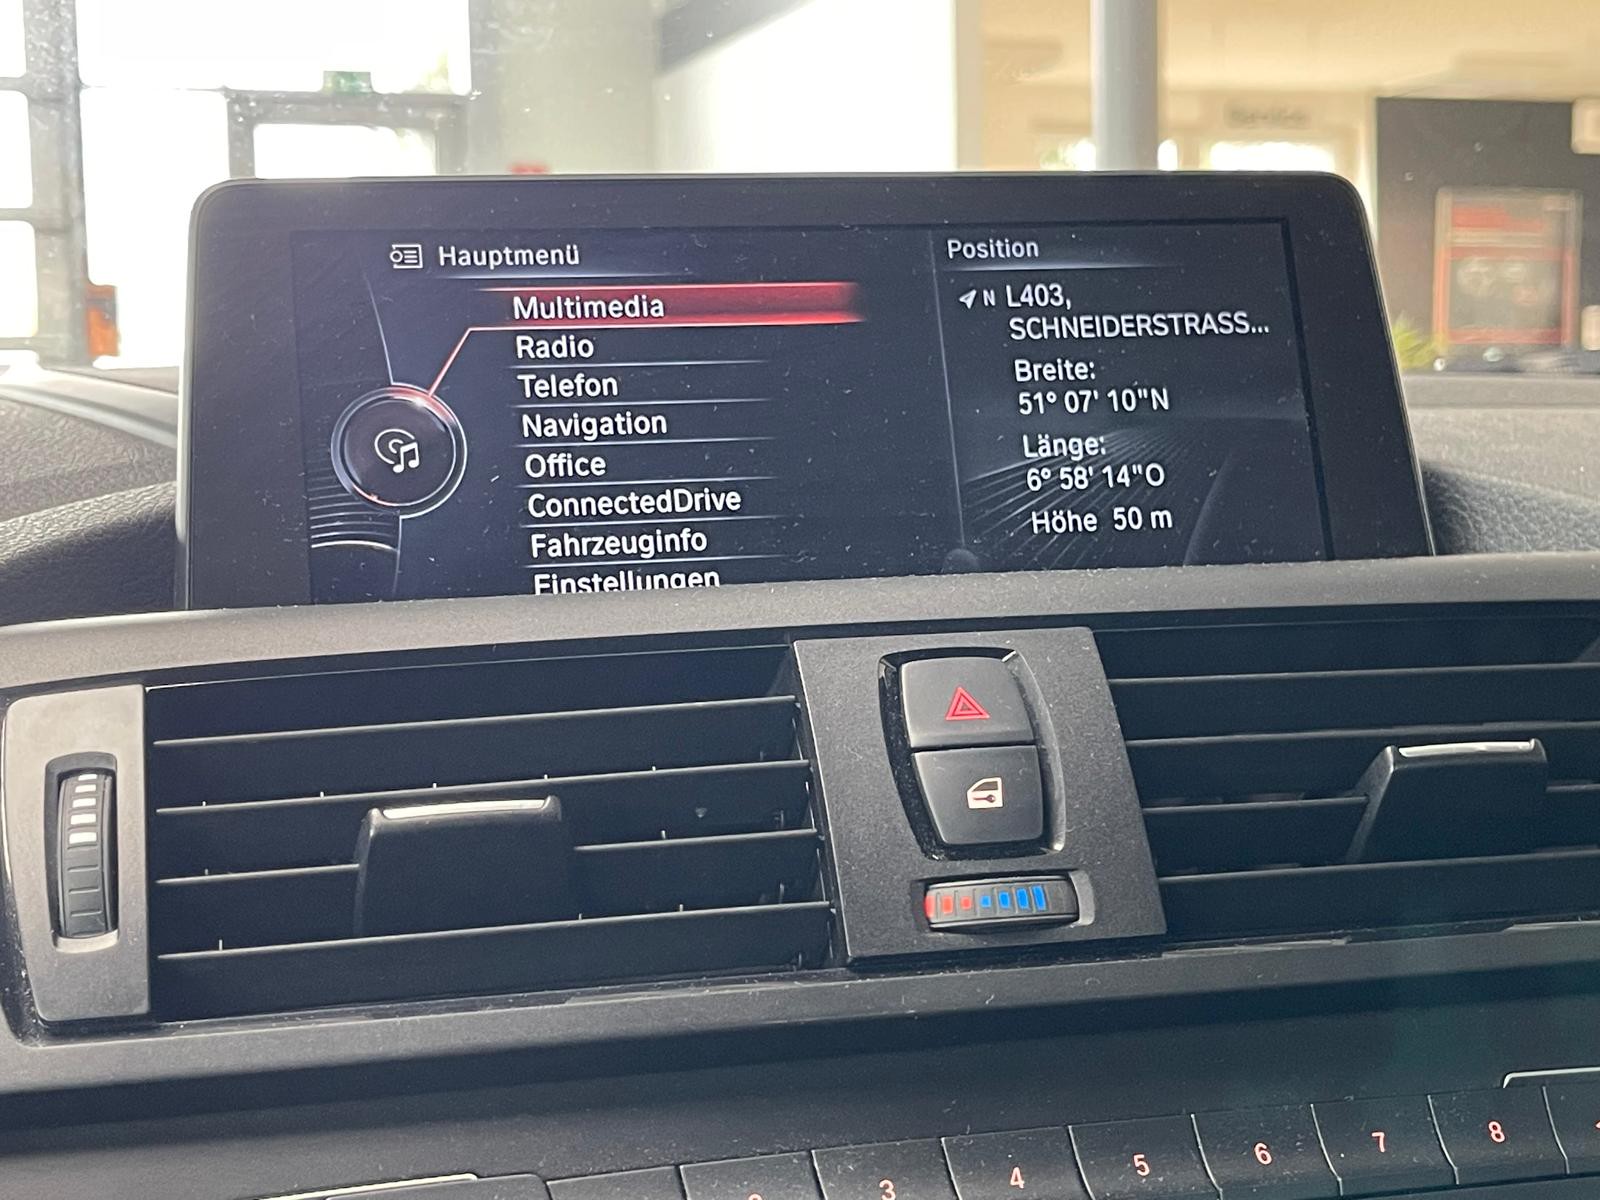 Hauptmenü
Multimedia
Radio
Telefon
Navigation
Office
ConnectedDrive
Fahrzeuginfo
Einstellungen
Position
N L403,
SCHNEIDERSTRASS...
Breite:
51° 07' 10"N
Länge:
6° 58' 14"O
Höhe 50 m
3 4 5 6 7 8